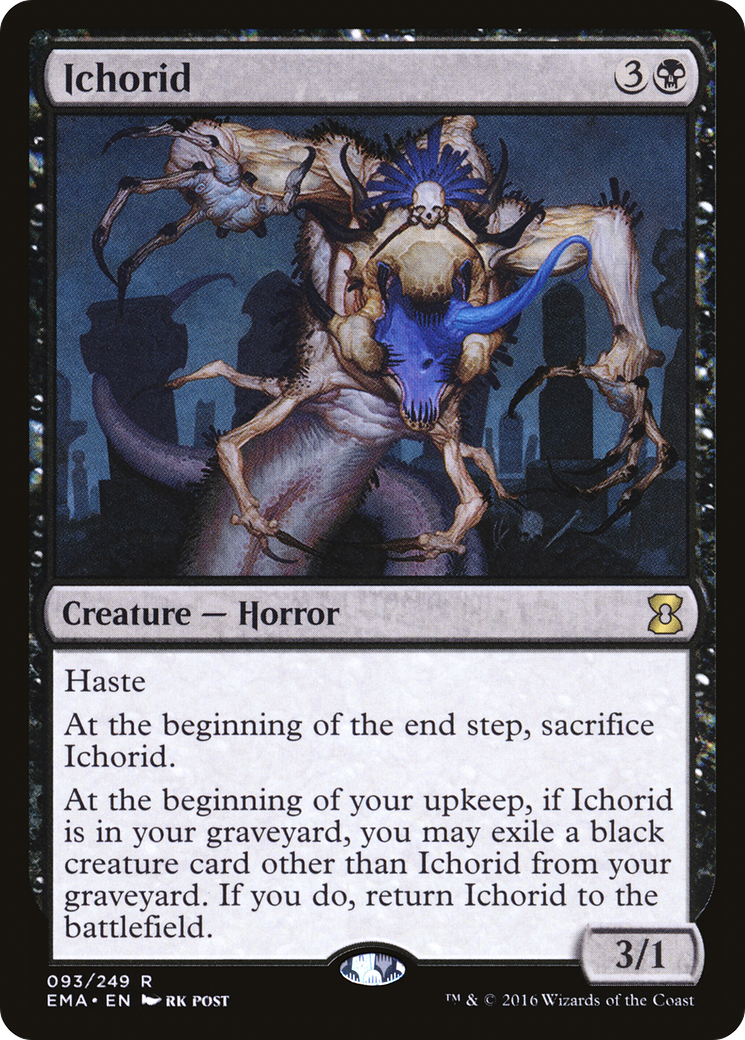 Ichorid 3
Creature — Horror
Haste
At the beginning of the end step, sacrifice
Ichorid.
At the beginning of your upkeep, if Ichorid
is in your graveyard, you may exile a black
creature card other than Ichorid from your
graveyard. If you do, return Ichorid to the
battlefield.
3/1
093/249 R
EMA • EN RK POST
™ & © 2016 Wizards of the Coast